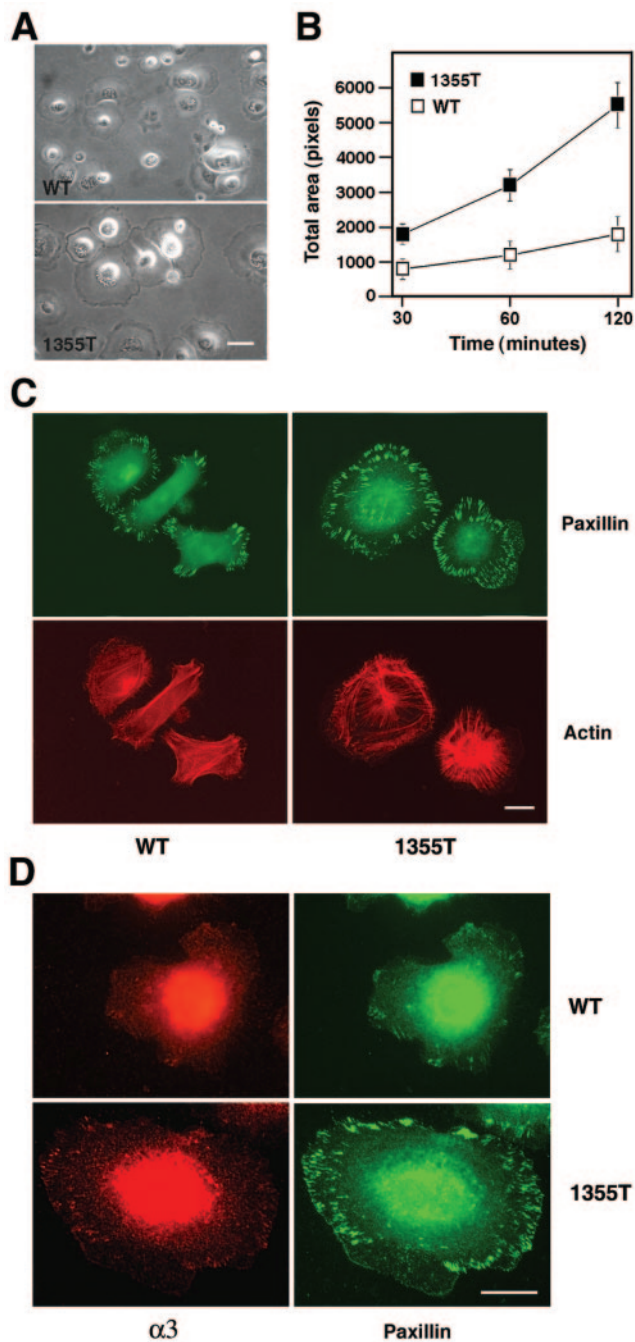 A
WT
1355T
B
1355T
WT
Total area (pixels)
6000
5000
4000
3000
2000
1000
0
30 60 120
Time (minutes)
C
Paxillin
Actin
WT 1355T
D
WT
1355T
α3 Paxillin